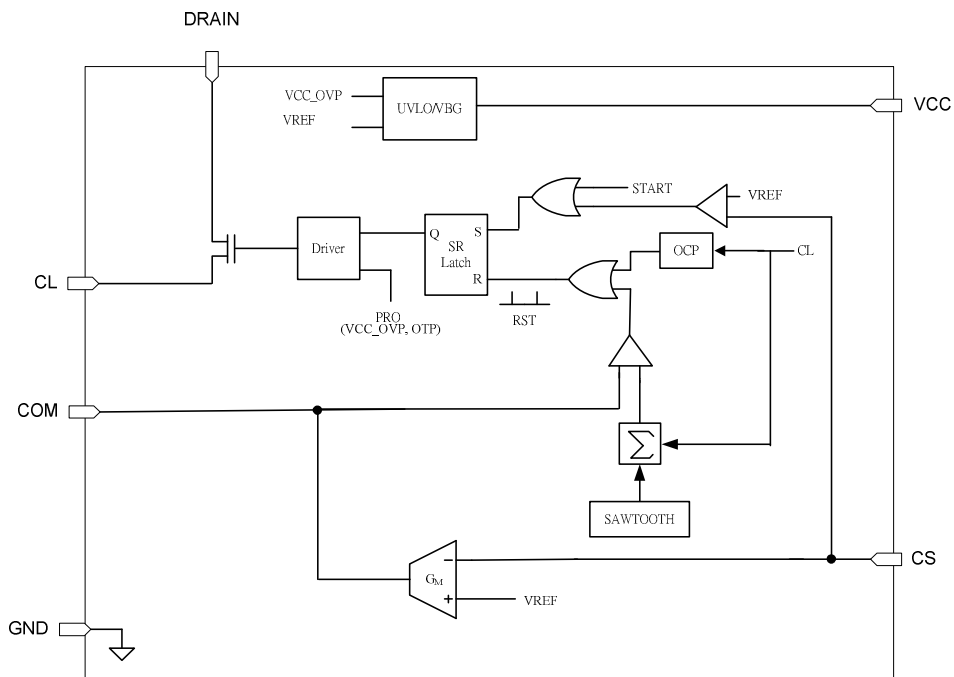 DRAIN
VCC_OVP
VREF
UVLO/VBG
VCC
START
VREF
Driver
Q
S
SR
Latch
R
OCP
CL
CL
RST
PRO
(VCC_OVP, OTP)
COM
Σ
SAWTOOTH
CS
GM
−
+
VREF
GND